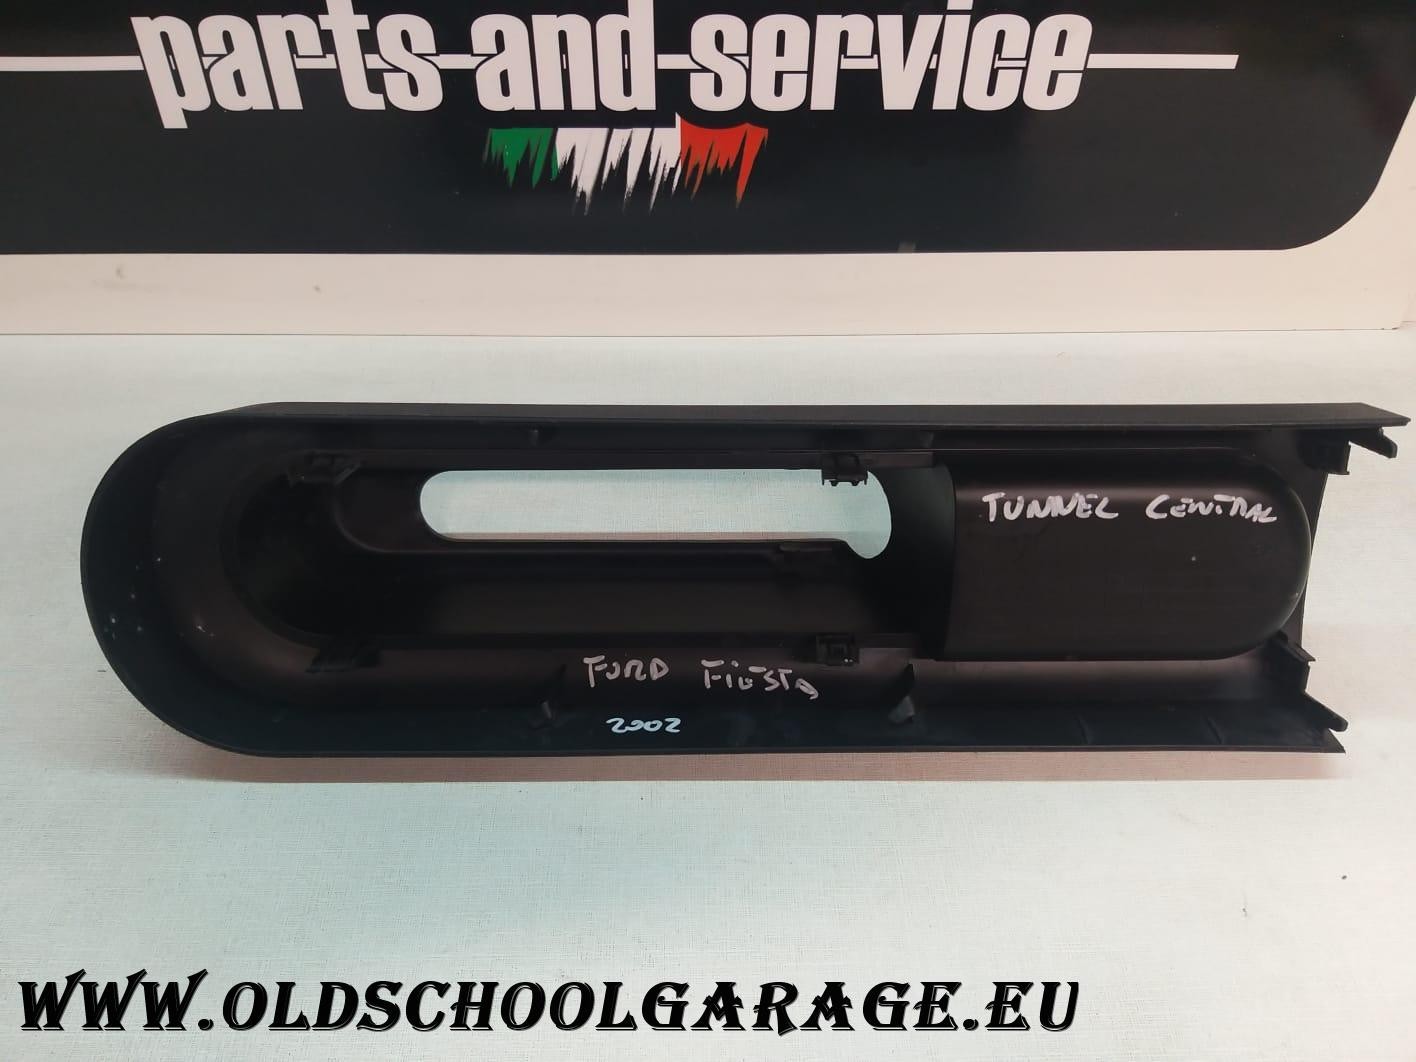 parts and service
TUNNEL CENTRAL
FORD FIESTA
2002
WWW.OLDSCHOOLGARAGE.EU